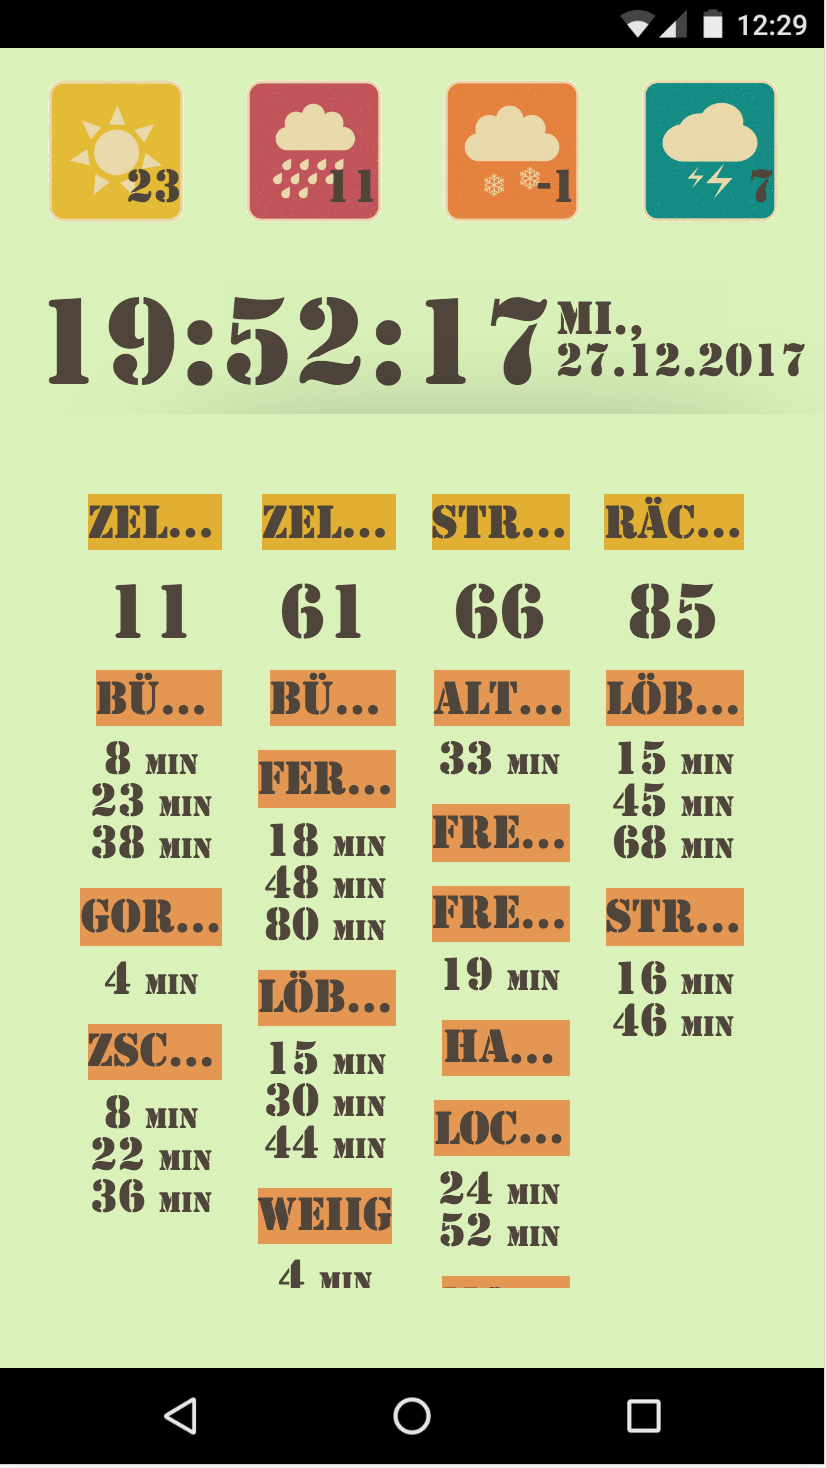 12:29
23 11 -1 7
19:52:17 MI.,
27.12.2017
ZEL... ZEL... STR... RÄC...
11 61 66 85
BÜ...
8 MIN
23 MIN
38 MIN
GOR...
4 MIN
ZSC...
8 MIN
22 MIN
36 MIN
BÜ...
FER...
18 MIN
48 MIN
80 MIN
LÖB...
15 MIN
30 MIN
44 MIN
WEIIG
4 MIN
ALT...
33 MIN
FRE...
FRE...
19 MIN
HA...
LOC...
24 MIN
52 MIN
LÖB...
15 MIN
45 MIN
68 MIN
STR...
16 MIN
46 MIN